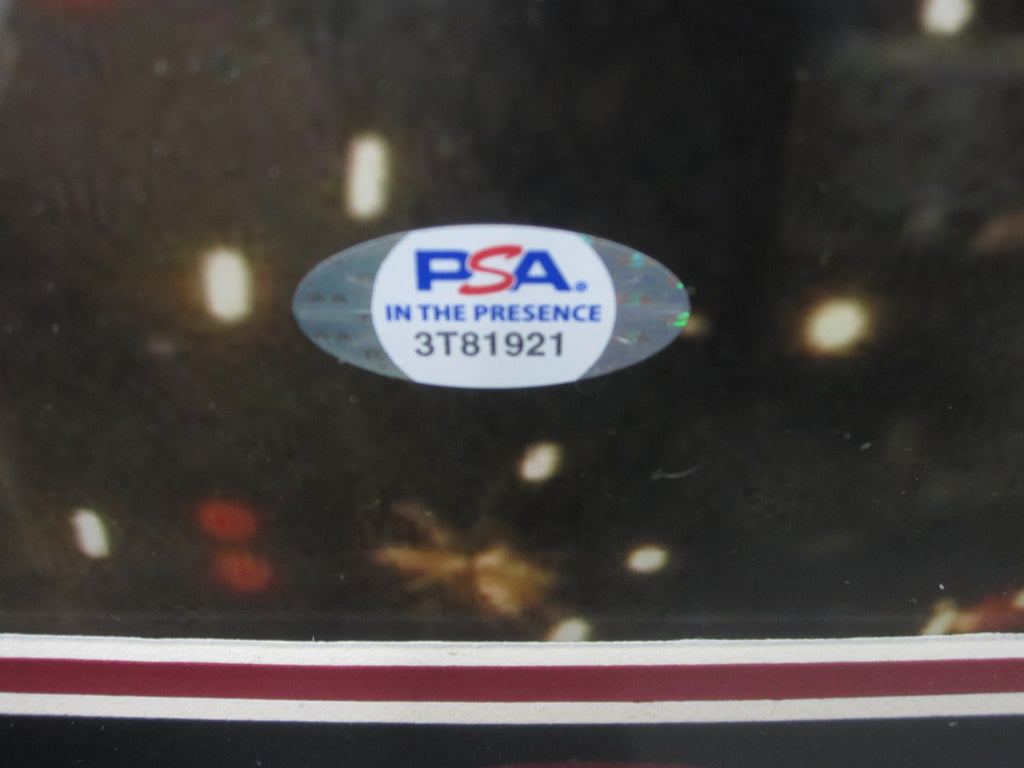 PSA
IN THE PRESENCE
3T81921